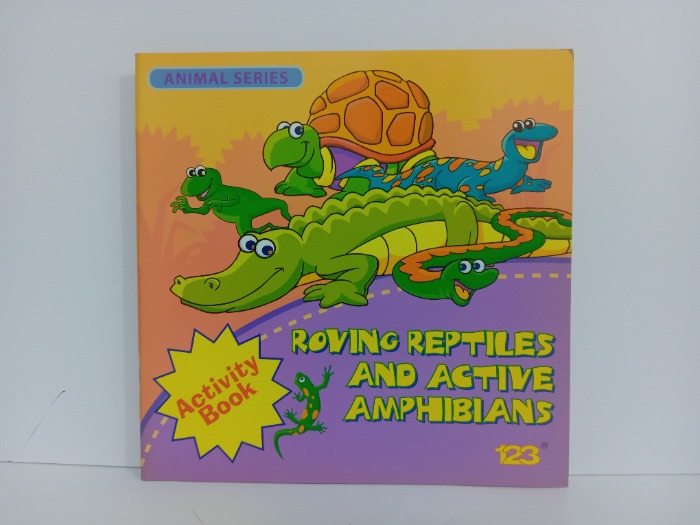 ANIMAL SERIES
Activity
Book
ROVING REPTILES
AND ACTIVE
AMPHIBIANS
123®